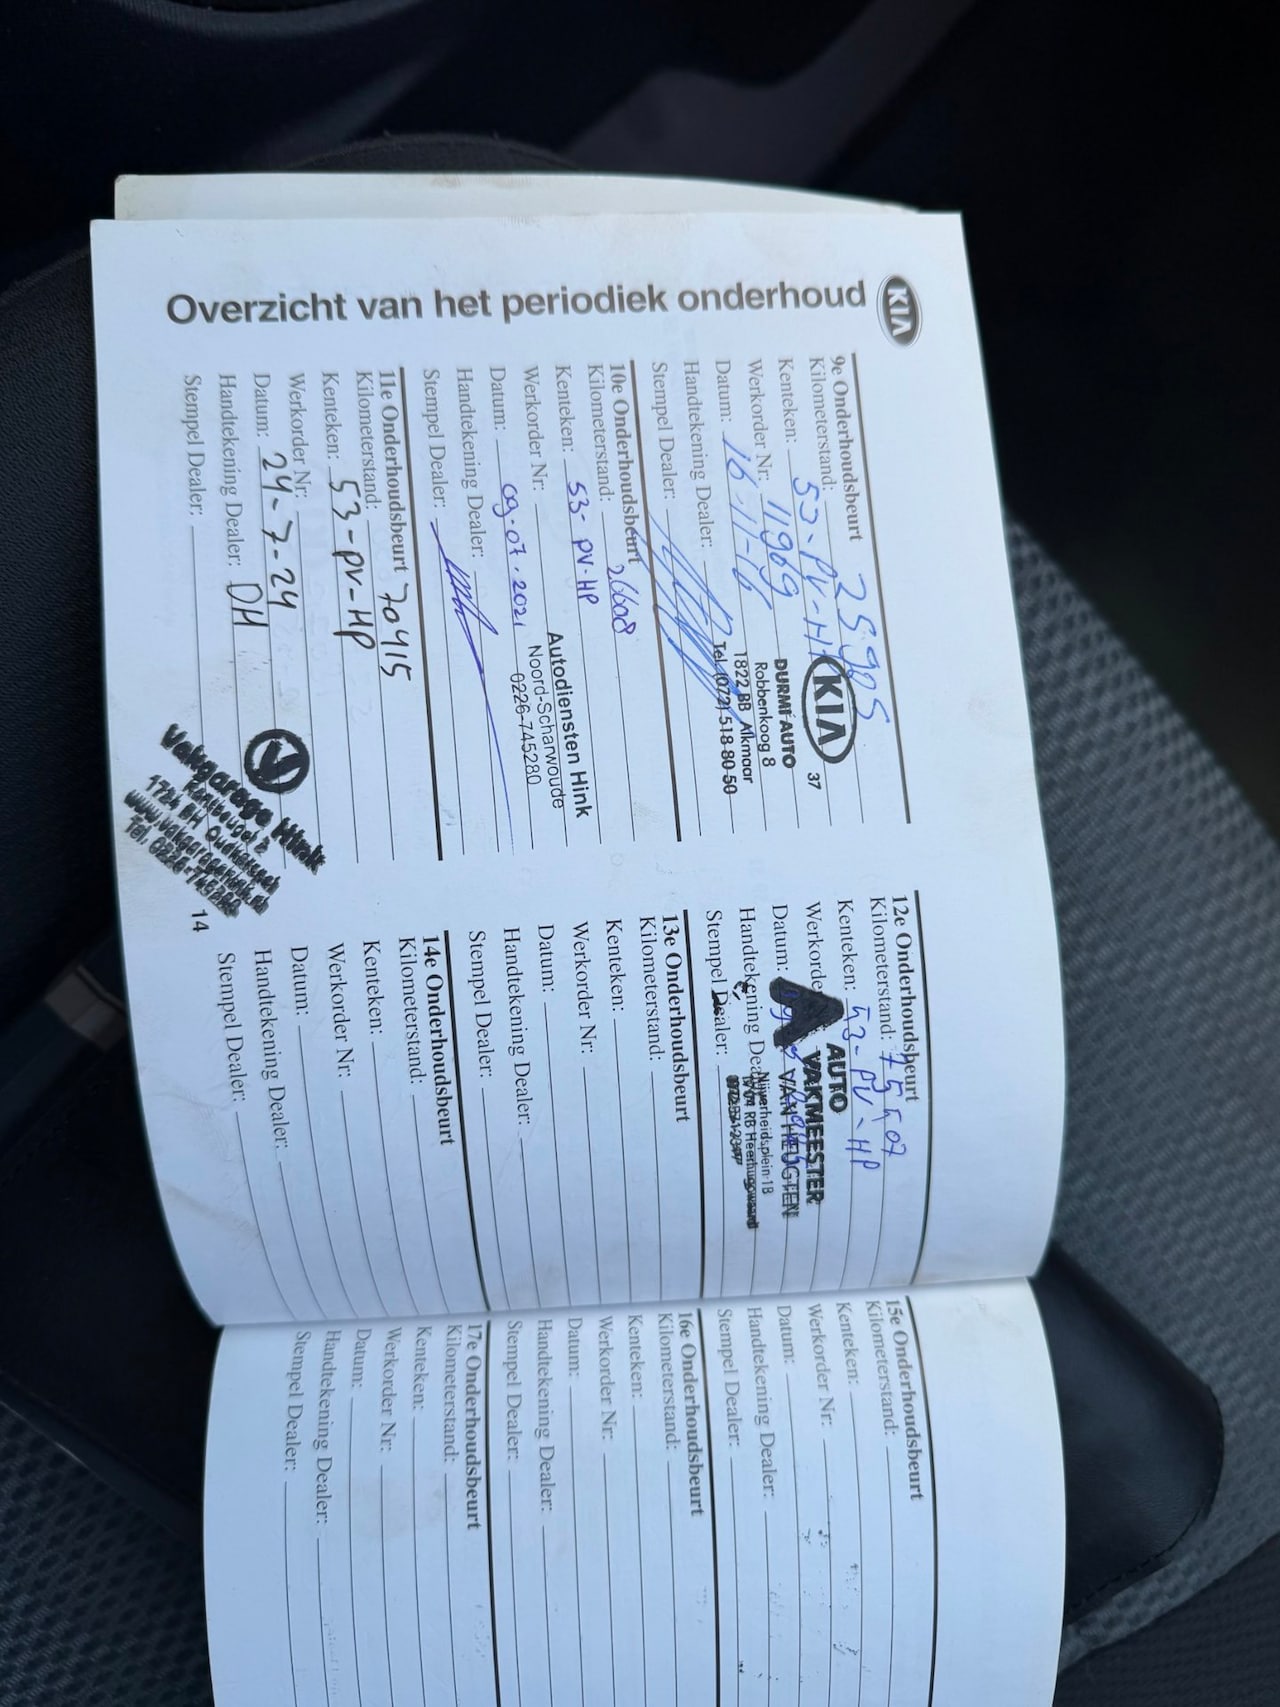 Overzicht van het periodiek onderhoud
KIA
9e Onderhoudsbeurt
Kilometerstand: 25905
Kenteken: 53-PV-HP
Werkorder Nr: 11969
Datum: 16-11-16
Handtekening Dealer:
Stempel Dealer:
KIA 37
DURMI AUTO
Robbenkoog 8
1822 BB Alkmaar
Tel. (072) 518 80 50
10e Onderhoudsbeurt
Kilometerstand: 26608
Kenteken: 53-PV-HP
Werkorder Nr:
Datum: 09-07-2021
Handtekening Dealer:
Stempel Dealer:
Autodiensten Hink
Noord-Scharwoude
0226-745280
11e Onderhoudsbeurt
Kilometerstand: 70415
Kenteken: 53-PV-HP
Werkorder Nr:
Datum: 24-7-24
Handtekening Dealer: DH
Stempel Dealer:
Vakgarage Hink
14
12e Onderhoudsbeurt
Kilometerstand: 75507
Kenteken: 53-PV-HP
Werkorder
Datum:
Handtekening Dealer:
Stempel Dealer:
AUTO
VAKMEESTER
VAN HEUGTEN
Nijverheidsplein 1B
RB Heerhugowaard
13e Onderhoudsbeurt
Kilometerstand:
Kenteken:
Werkorder Nr:
Datum:
Handtekening Dealer:
Stempel Dealer:
14e Onderhoudsbeurt
Kilometerstand:
Kenteken:
Werkorder Nr:
Datum:
Handtekening Dealer:
Stempel Dealer:
15e Onderhoudsbeurt
Kilometerstand:
Kenteken:
Werkorder Nr:
Datum:
Handtekening Dealer:
Stempel Dealer:
16e Onderhoudsbeurt
Kilometerstand:
Kenteken:
Werkorder Nr:
Datum:
Handtekening Dealer:
Stempel Dealer:
17e Onderhoudsbeurt
Kilometerstand:
Kenteken:
Werkorder Nr:
Datum:
Handtekening Dealer:
Stempel Dealer: